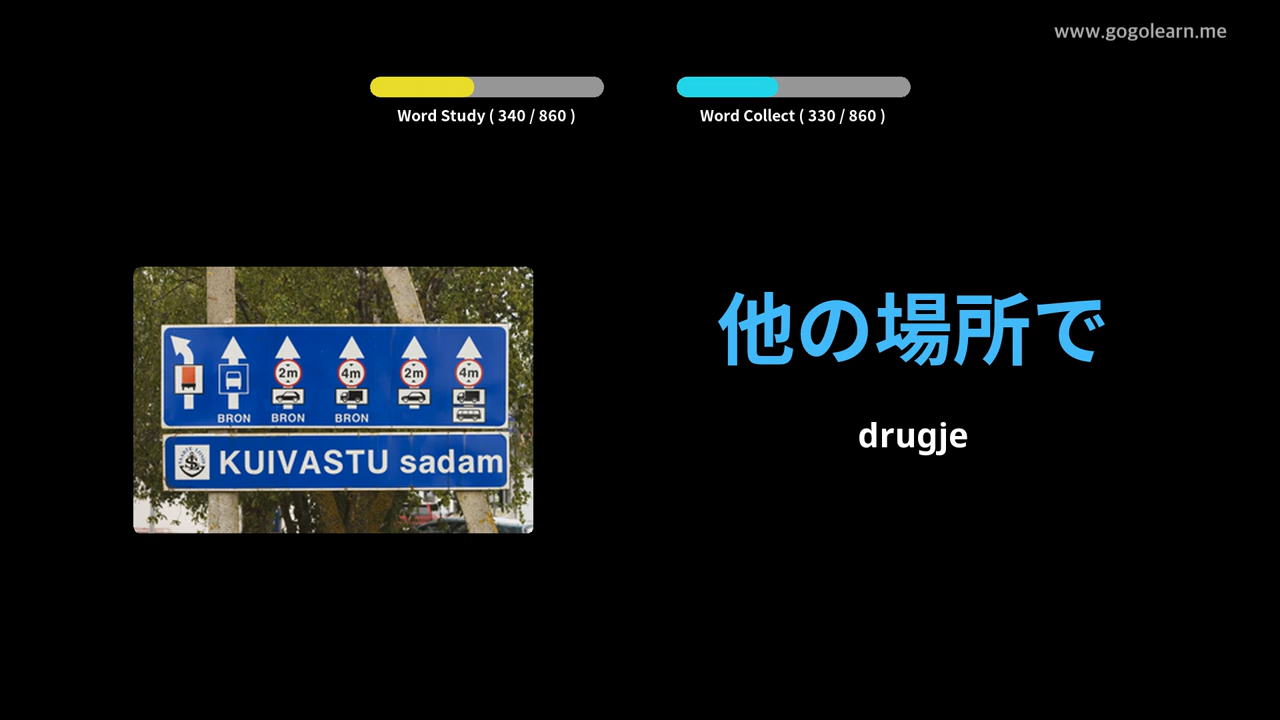 www.gogolearn.me
Word Study ( 340 / 860 )
Word Collect ( 330 / 860 )
2m
4m
2m
4m
BRON
BRON
BRON
KUIVASTU sadam
他の場所で
drugje